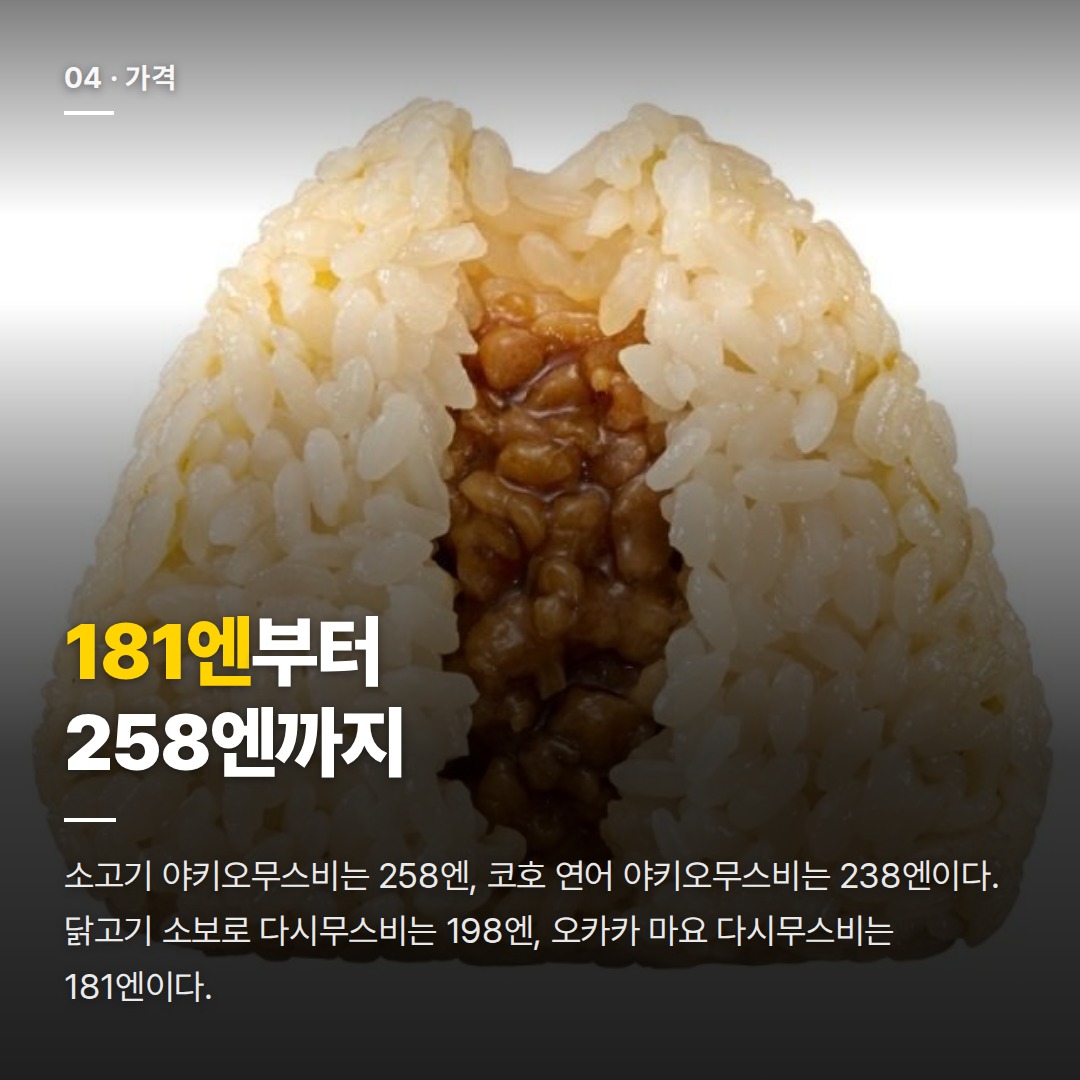 04 · 가격
181엔부터
258엔까지
소고기 야키오무스비는 258엔, 코호 연어 야키오무스비는 238엔이다.
닭고기 소보로 다시무스비는 198엔, 오카카 마요 다시무스비는
181엔이다.